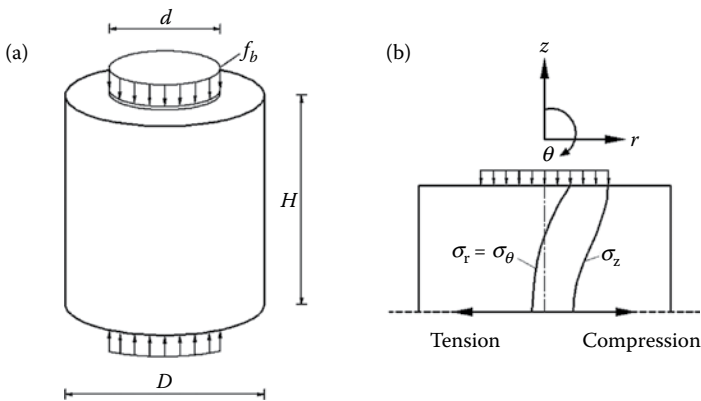 (a)
d
f_b
H
D
(b)
z
r
θ
σ_r = σ_θ
σ_z
Tension
Compression